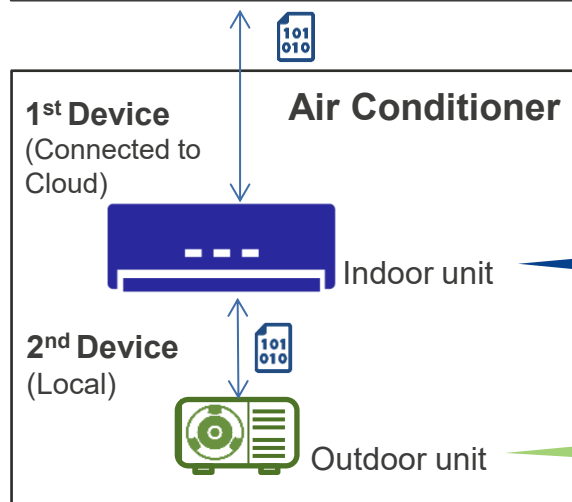 101
010
Air Conditioner
1st Device
(Connected to
Cloud)
Indoor unit
2nd Device
(Local)
101
010
Outdoor unit